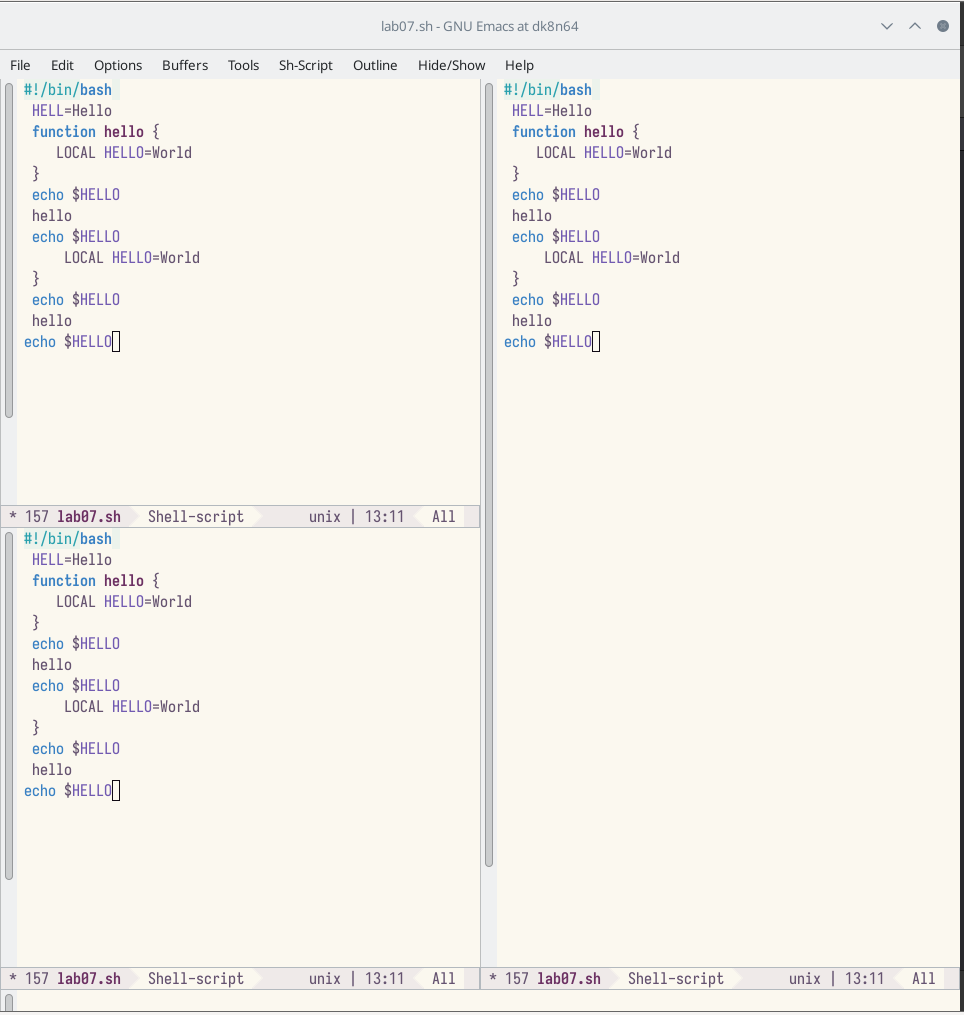 lab07.sh - GNU Emacs at dk8n64
File Edit Options Buffers Tools Sh-Script Outline Hide/Show Help
#!/bin/bash
HELL=Hello
function hello {
LOCAL HELLO=World
}
echo $HELLO
hello
echo $HELLO
LOCAL HELLO=World
}
echo $HELLO
hello
echo $HELLO
* 157 lab07.sh Shell-script unix | 13:11 All
#!/bin/bash
HELL=Hello
function hello {
LOCAL HELLO=World
}
echo $HELLO
hello
echo $HELLO
LOCAL HELLO=World
}
echo $HELLO
hello
echo $HELLO
* 157 lab07.sh Shell-script unix | 13:11 All
#!/bin/bash
HELL=Hello
function hello {
LOCAL HELLO=World
}
echo $HELLO
hello
echo $HELLO
LOCAL HELLO=World
}
echo $HELLO
hello
echo $HELLO
* 157 lab07.sh Shell-script unix | 13:11 All